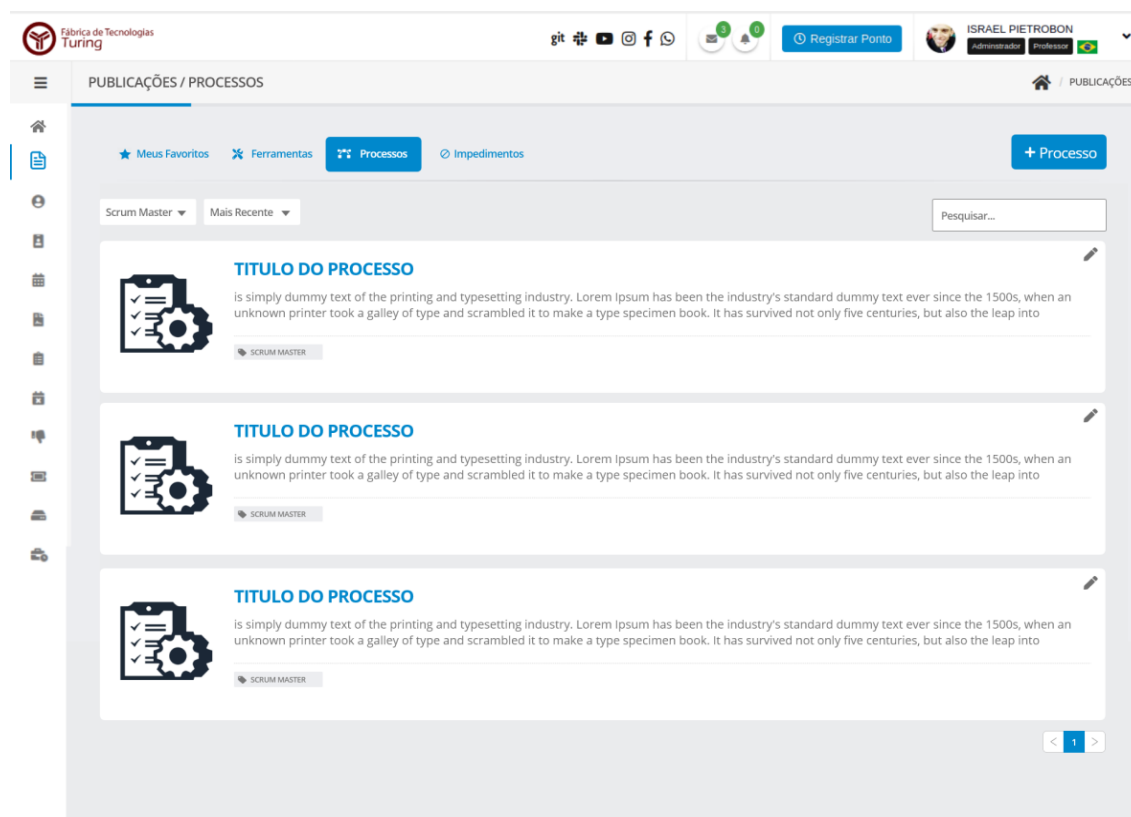 Fábrica de Tecnologias
Turing
git
3
0
Registrar Ponto
ISRAEL PIETROBON
Adminstrador Professor
PUBLICAÇÕES / PROCESSOS
/ PUBLICAÇÕES
Meus Favoritos
Ferramentas
Processos
Impedimentos
+ Processo
Scrum Master
Mais Recente
Pesquisar...
TITULO DO PROCESSO
is simply dummy text of the printing and typesetting industry. Lorem Ipsum has been the industry's standard dummy text ever since the 1500s, when an
unknown printer took a galley of type and scrambled it to make a type specimen book. It has survived not only five centuries, but also the leap into
SCRUM MASTER
TITULO DO PROCESSO
is simply dummy text of the printing and typesetting industry. Lorem Ipsum has been the industry's standard dummy text ever since the 1500s, when an
unknown printer took a galley of type and scrambled it to make a type specimen book. It has survived not only five centuries, but also the leap into
SCRUM MASTER
TITULO DO PROCESSO
is simply dummy text of the printing and typesetting industry. Lorem Ipsum has been the industry's standard dummy text ever since the 1500s, when an
unknown printer took a galley of type and scrambled it to make a type specimen book. It has survived not only five centuries, but also the leap into
SCRUM MASTER
< 1 >